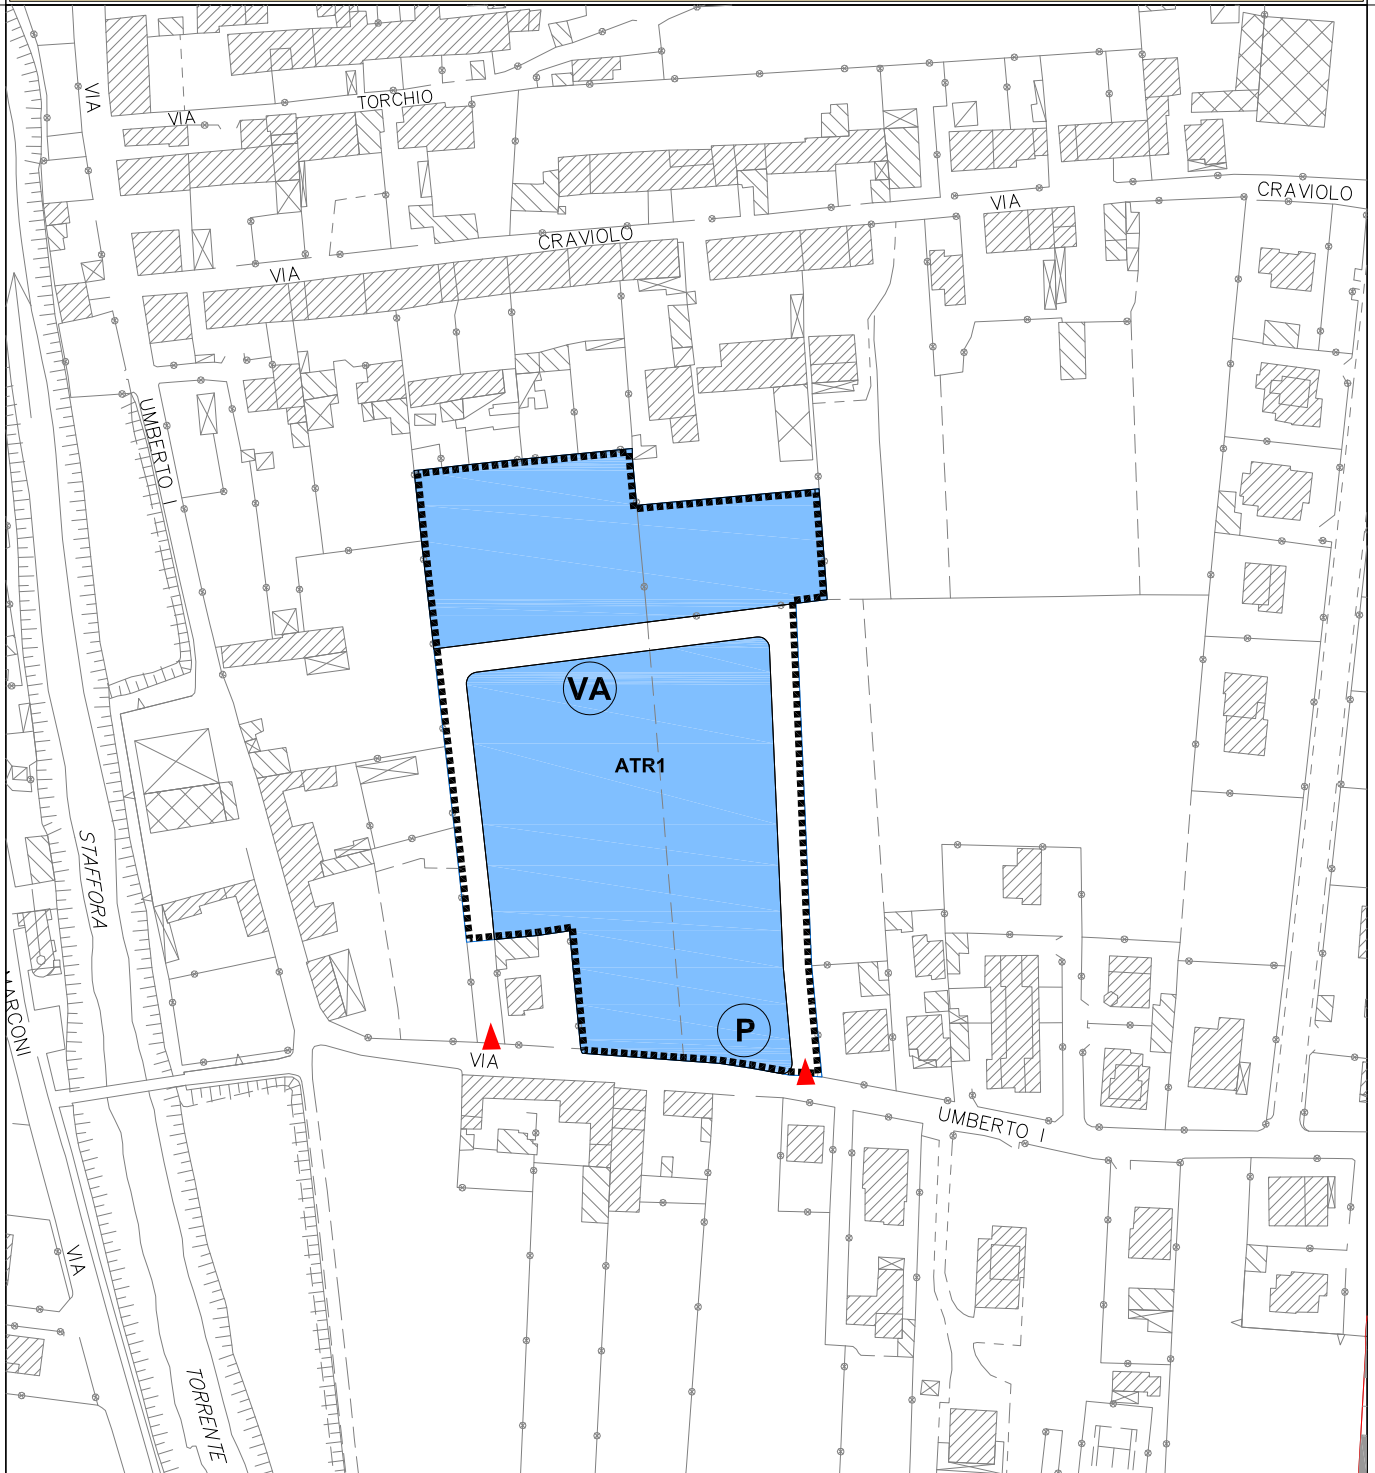 VIA
TORCHIO
VIA
CRAVIOLO
VIA
CRAVIOLO
VIA
UMBERTO I
VA
ATR1
STAFFORA
MARCONI
P
VIA
UMBERTO I
VIA
TORRENTE